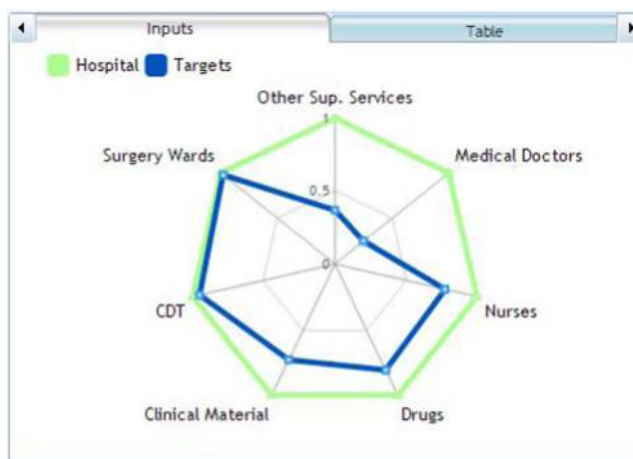 Inputs
Table
Hospital
Targets
Other Sup. Services
1
Surgery Wards
Medical Doctors
0.5
0
CDT
Nurses
Clinical Material
Drugs